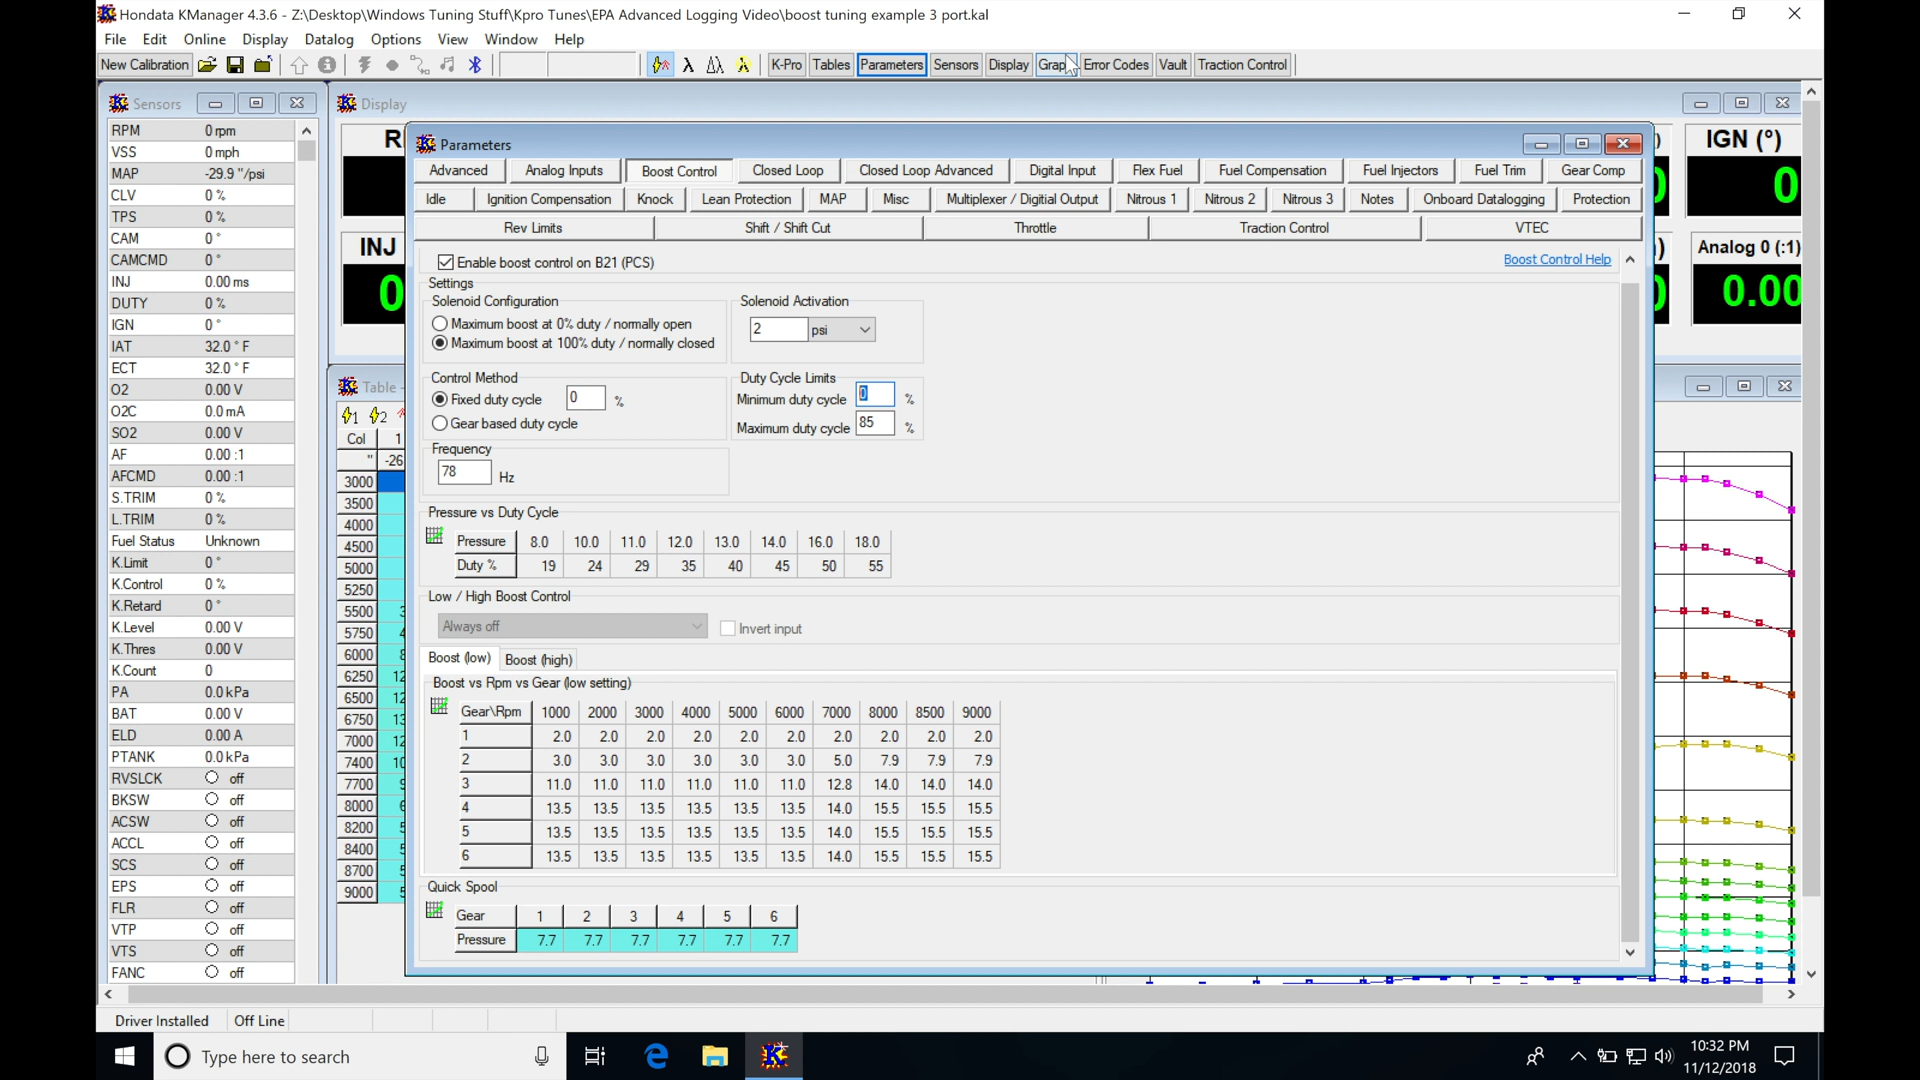 Hondata KManager 4.3.6 - Z:\Desktop\Windows Tuning Stuff\Kpro Tunes\EPA Advanced Logging Video\boost tuning example 3 port.kal
File Edit Online Display Datalog Options View Window Help
New Calibration K-Pro Tables Parameters Sensors Display Error Codes Vault Traction Control
Sensors
RPM 0 rpm
VSS 0 mph
MAP -29.9 "/psi
CLV 0 %
TPS 0 %
CAM 0 °
CAMCMD 0 °
INJ 0.00 ms
DUTY 0 %
IGN 0 °
IAT 32.0 ° F
ECT 32.0 ° F
O2 0.00 V
O2C 0.0 mA
SO2 0.00 V
AF 0.00 :1
AFCMD 0.00 :1
S.TRIM 0 %
L.TRIM 0 %
Fuel Status Unknown
K.Limit 0 °
K.Control 0 %
K.Retard 0 °
K.Level 0.00 V
K.Thres 0.00 V
K.Count 0
PA 0.0 kPa
BAT 0.00 V
ELD 0.00 A
PTANK 0.0 kPa
RVSLCK off
BKSW off
ACSW off
ACCL off
SCS off
EPS off
FLR off
VTP off
VTS off
FANC off
Display
IGN (°)
0
INJ
0
Analog 0 (:1)
0.00
Table -
Col 1
" -26
3000
3500
4000
4500
5000
5250
5500
5750
6000
6250
6500
6750
7000
7400
7700
8000
8200
8400
8700
9000
Parameters
Advanced Analog Inputs Boost Control Closed Loop Closed Loop Advanced Digital Input Flex Fuel Fuel Compensation Fuel Injectors Fuel Trim Gear Comp
Idle Ignition Compensation Knock Lean Protection MAP Misc Multiplexer / Digitial Output Nitrous 1 Nitrous 2 Nitrous 3 Notes Onboard Datalogging Protection
Rev Limits Shift / Shift Cut Throttle Traction Control VTEC
Enable boost control on B21 (PCS) Boost Control Help
Settings
Solenoid Configuration
Maximum boost at 0% duty / normally open
Maximum boost at 100% duty / normally closed
Solenoid Activation
2 psi
Control Method
Fixed duty cycle 0 %
Gear based duty cycle
Duty Cycle Limits
Minimum duty cycle 0 %
Maximum duty cycle 85 %
Frequency
78 Hz
Pressure vs Duty Cycle
Pressure 8.0 10.0 11.0 12.0 13.0 14.0 16.0 18.0
Duty % 19 24 29 35 40 45 50 55
Low / High Boost Control
Always off Invert input
Boost (low) Boost (high)
Boost vs Rpm vs Gear (low setting)
Gear\Rpm 1000 2000 3000 4000 5000 6000 7000 8000 8500 9000
1 2.0 2.0 2.0 2.0 2.0 2.0 2.0 2.0 2.0 2.0
2 3.0 3.0 3.0 3.0 3.0 3.0 5.0 7.9 7.9 7.9
3 11.0 11.0 11.0 11.0 11.0 11.0 12.8 14.0 14.0 14.0
4 13.5 13.5 13.5 13.5 13.5 13.5 14.0 15.5 15.5 15.5
5 13.5 13.5 13.5 13.5 13.5 13.5 14.0 15.5 15.5 15.5
6 13.5 13.5 13.5 13.5 13.5 13.5 14.0 15.5 15.5 15.5
Quick Spool
Gear 1 2 3 4 5 6
Pressure 7.7 7.7 7.7 7.7 7.7 7.7
Driver Installed Off Line
Type here to search
10:32 PM
11/12/2018